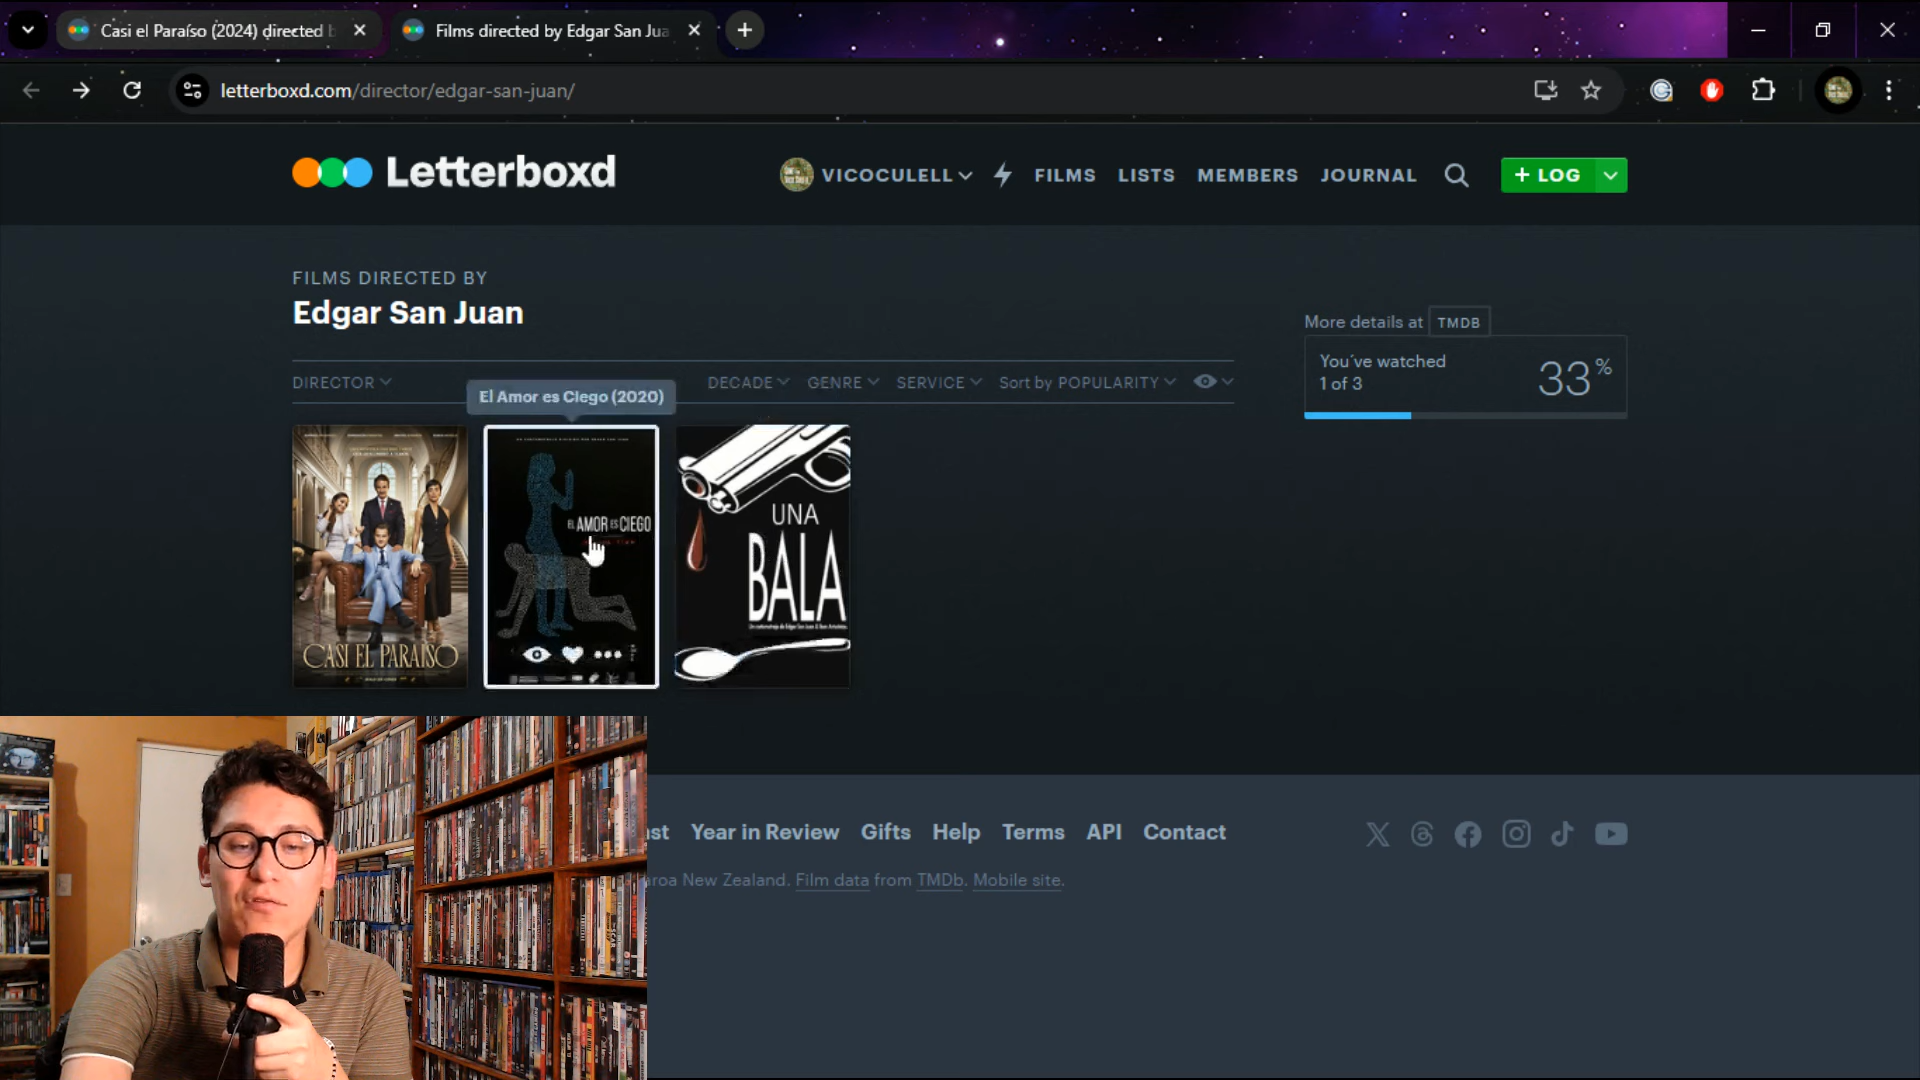 Casi el Paraíso (2024) directed b
Films directed by Edgar San Jua
letterboxd.com/director/edgar-san-juan/
Letterboxd
VICOCULELL
FILMS
LISTS
MEMBERS
JOURNAL
+ LOG
FILMS DIRECTED BY
Edgar San Juan
More details at TMDB
You've watched
1 of 3
33%
DIRECTOR
DECADE
GENRE
SERVICE
Sort by POPULARITY
El Amor es Ciego (2020)
CASI EL PARAÍSO
EL AMOR ES CIEGO
UNA
BALA
ast
Year in Review
Gifts
Help
Terms
API
Contact
aroa New Zealand. Film data from TMDb. Mobile site.